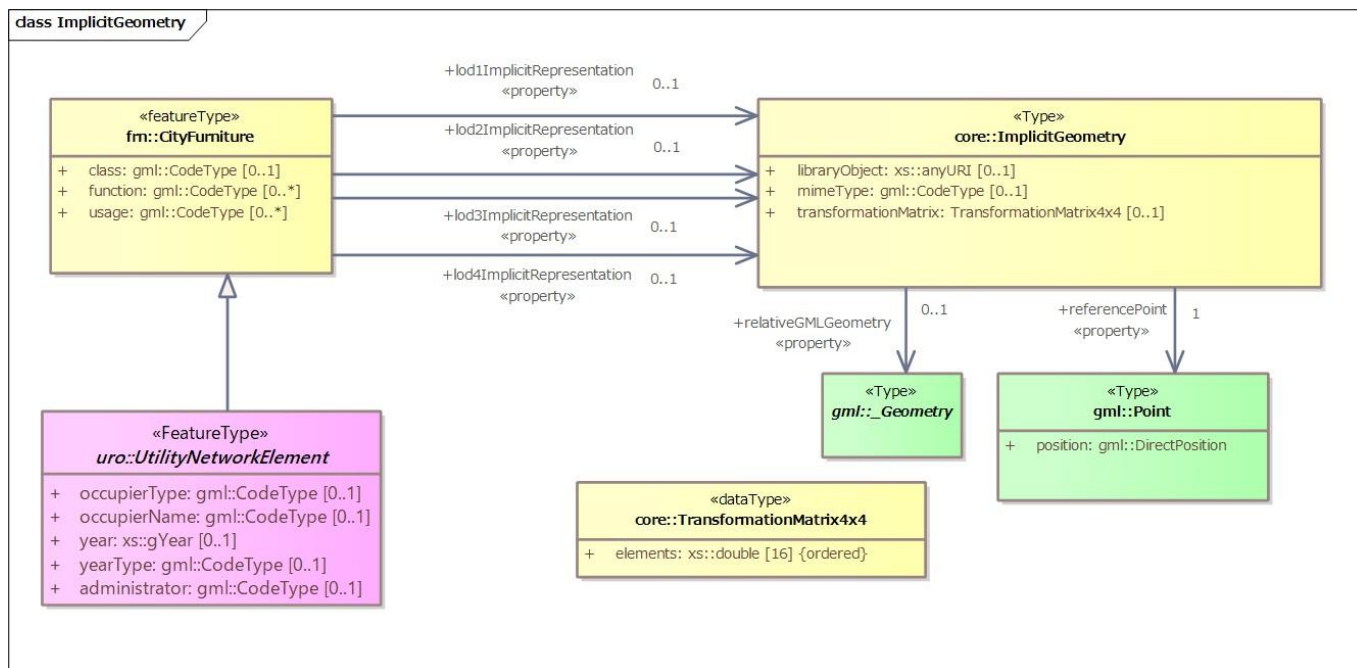 class ImplicitGeometry
+lod1ImplicitRepresentation
«property»
0..1
«featureType»
frn::CityFurniture
+ class: gml::CodeType [0..1]
+ function: gml::CodeType [0..*]
+ usage: gml::CodeType [0..*]
+lod2ImplicitRepresentation
«property»
0..1
+lod3ImplicitRepresentation
«property»
0..1
+lod4ImplicitRepresentation
«property»
0..1
«Type»
core::ImplicitGeometry
+ libraryObject: xs::anyURI [0..1]
+ mimeType: gml::CodeType [0..1]
+ transformationMatrix: TransformationMatrix4x4 [0..1]
+relativeGMLGeometry
«property»
0..1
+referencePoint
«property»
1
«Type»
gml::_Geometry
«Type»
gml::Point
+ position: gml::DirectPosition
«FeatureType»
uro::UtilityNetworkElement
+ occupierType: gml::CodeType [0..1]
+ occupierName: gml::CodeType [0..1]
+ year: xs::gYear [0..1]
+ yearType: gml::CodeType [0..1]
+ administrator: gml::CodeType [0..1]
«dataType»
core::TransformationMatrix4x4
+ elements: xs::double [16] {ordered}